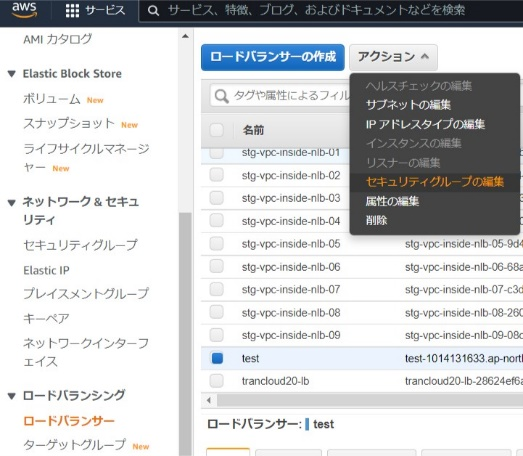 aws
サービス
サービス、特徴、ブログ、およびドキュメントなどを検索
AMI カタログ
Elastic Block Store
ボリューム New
スナップショット New
ライフサイクルマネージ
ャー New
ネットワーク & セキュ
リティ
セキュリティグループ
Elastic IP
プレイスメントグループ
キーペア
ネットワークインターフ
ェイス
ロードバランシング
ロードバランサー
ターゲットグループ New
ロードバランサーの作成
アクション
タグや属性によるフィル
名前
stg-vpc-inside-nlb-01
stg-vpc-inside-nlb-02
stg-vpc-inside-nlb-03
stg-vpc-inside-nlb-04
stg-vpc-inside-nlb-05 stg-vpc-inside-nlb-05-9d4
stg-vpc-inside-nlb-06 stg-vpc-inside-nlb-06-68a
stg-vpc-inside-nlb-07 stg-vpc-inside-nlb-07-c3d
stg-vpc-inside-nlb-08 stg-vpc-inside-nlb-08-260
stg-vpc-inside-nlb-09 stg-vpc-inside-nlb-09-08c
test test-1014131633.ap-north
trancloud20-lb trancloud20-lb-28624ef6a
ヘルスチェックの編集
サブネットの編集
IP アドレスタイプの編集
インスタンスの編集
リスナーの編集
セキュリティグループの編集
属性の編集
削除
ロードバランサー: test